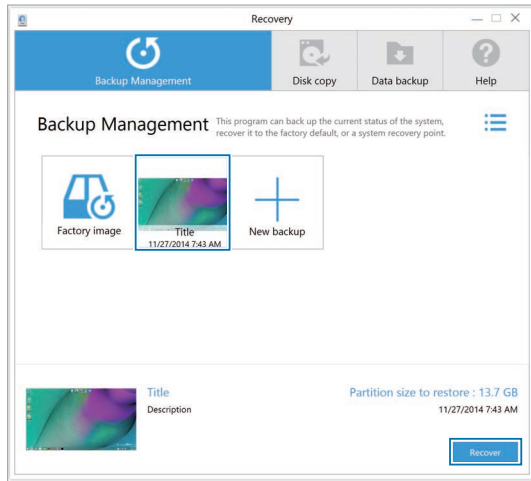 Recovery
Backup Management
Disk copy
Data backup
Help
Backup Management
This program can back up the current status of the system,
recover it to the factory default, or a system recovery point.
Factory image
Title
11/27/2014 7:43 AM
New backup
Title
Description
Partition size to restore : 13.7 GB
11/27/2014 7:43 AM
Recover